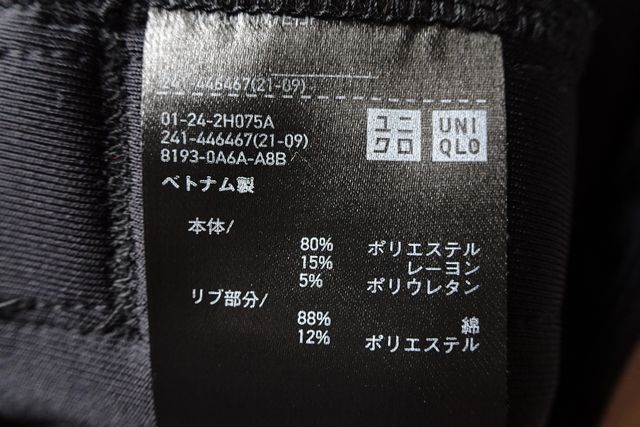 241-446467(21-09)
01-24-2H075A
241-446467(21-09)
8193-0A6A-A8B
ユニクロ
UNIQLO
ベトナム製
本体/
80% ポリエステル
15% レーヨン
5% ポリウレタン
リブ部分/
88% 綿
12% ポリエステル